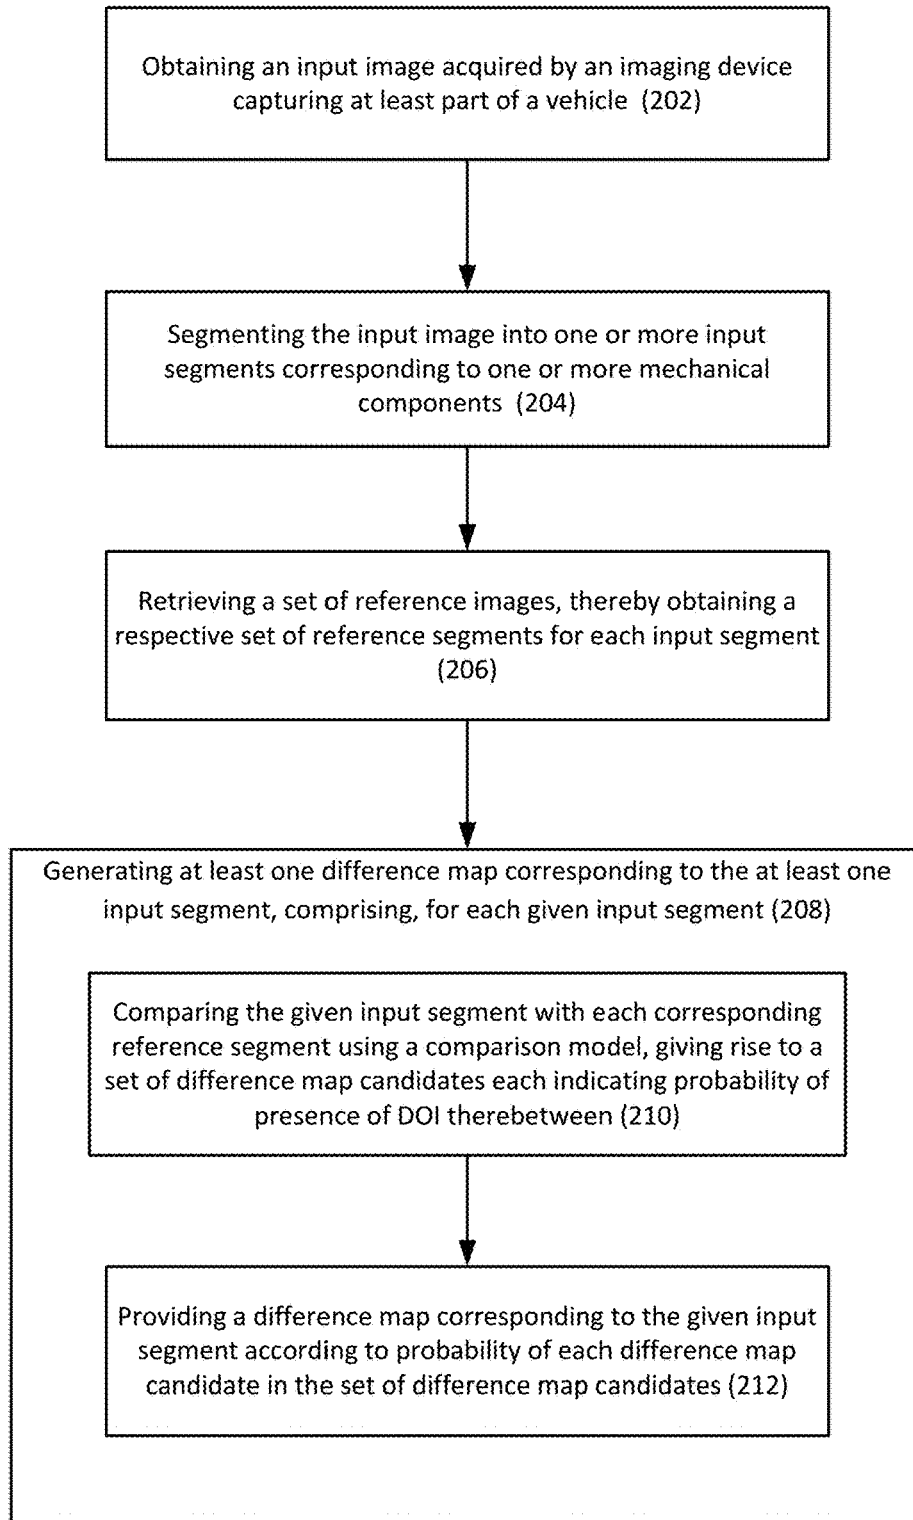 Obtaining an input image acquired by an imaging device
capturing at least part of a vehicle (202)
Segmenting the input image into one or more input
segments corresponding to one or more mechanical
components (204)
Retrieving a set of reference images, thereby obtaining a
respective set of reference segments for each input segment
(206)
Generating at least one difference map corresponding to the at least one
input segment, comprising, for each given input segment (208)
Comparing the given input segment with each corresponding
reference segment using a comparison model, giving rise to a
set of difference map candidates each indicating probability of
presence of DOI therebetween (210)
Providing a difference map corresponding to the given input
segment according to probability of each difference map
candidate in the set of difference map candidates (212)